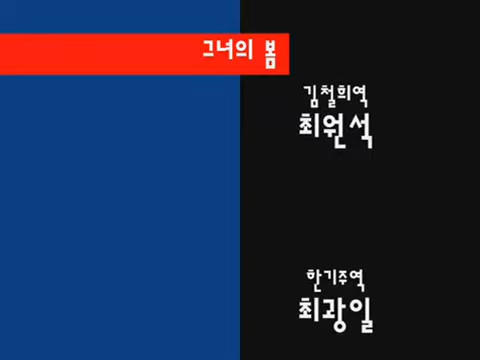 그녀의 봄
김철희역
최원석
한기주역
최광일